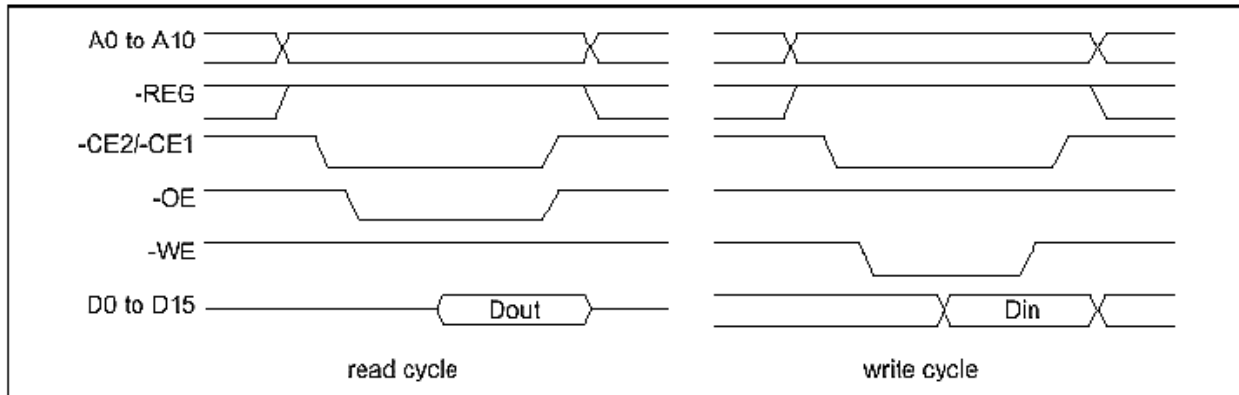 A0 to A10
-REG
-CE2/-CE1
-OE
-WE
D0 to D15 Dout Din
read cycle write cycle